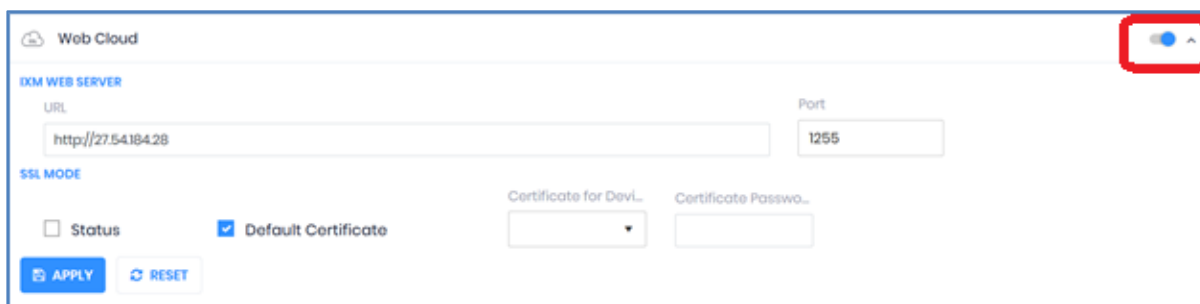 Web Cloud
IXM WEB SERVER
URL
Port
http://27.54.184.28
1255
SSL MODE
Certificate for Devi...
Certificate Passwo...
Status
Default Certificate
APPLY
RESET